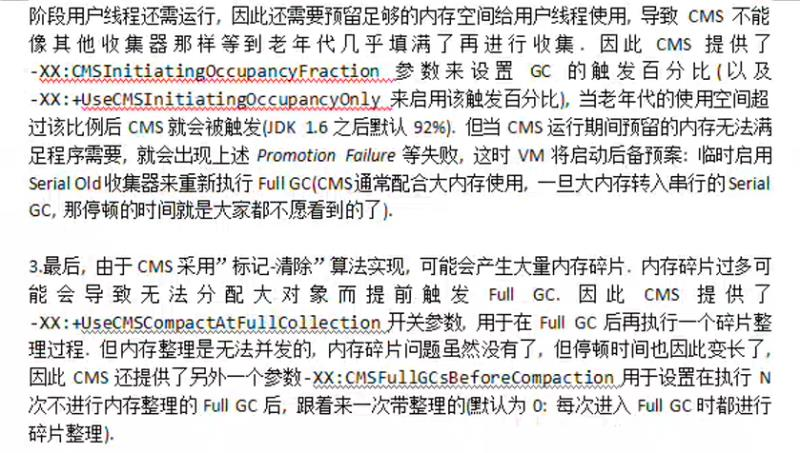 阶段用户线程还需运行, 因此还需要预留足够的内存空间给用户线程使用, 导致 CMS 不能
像其他收集器那样等到老年代几乎填满了再进行收集. 因此 CMS 提供了
-XX:CMSInitiatingOccupancyFraction 参数来设置 GC 的触发百分比(以及
-XX:+UseCMSInitiatingOccupancyOnly 来启用该触发百分比), 当老年代的使用空间超
过该比例后 CMS 就会被触发(JDK 1.6 之后默认 92%). 但当 CMS 运行期间预留的内存无法满
足程序需要, 就会出现上述 Promotion Failure 等失败, 这时 VM 将启动后备预案: 临时启用
Serial Old 收集器来重新执行 Full GC(CMS 通常配合大内存使用, 一旦大内存转入串行的 Serial
GC, 那停顿的时间就是大家都不愿看到的了).
3.最后, 由于 CMS 采用”标记-清除”算法实现, 可能会产生大量内存碎片. 内存碎片过多可
能会导致无法分配大对象而提前触发 Full GC. 因此 CMS 提供了
-XX:+UseCMSCompactAtFullCollection 开关参数, 用于在 Full GC 后再执行一个碎片整
理过程. 但内存整理是无法并发的, 内存碎片问题虽然没有了, 但停顿时间也因此变长了,
因此 CMS 还提供了另外一个参数-XX:CMSFullGCsBeforeCompaction 用于设置在执行 N
次不进行内存整理的 Full GC 后, 跟着来一次带整理的(默认为 0: 每次进入 Full GC 时都进行
碎片整理).